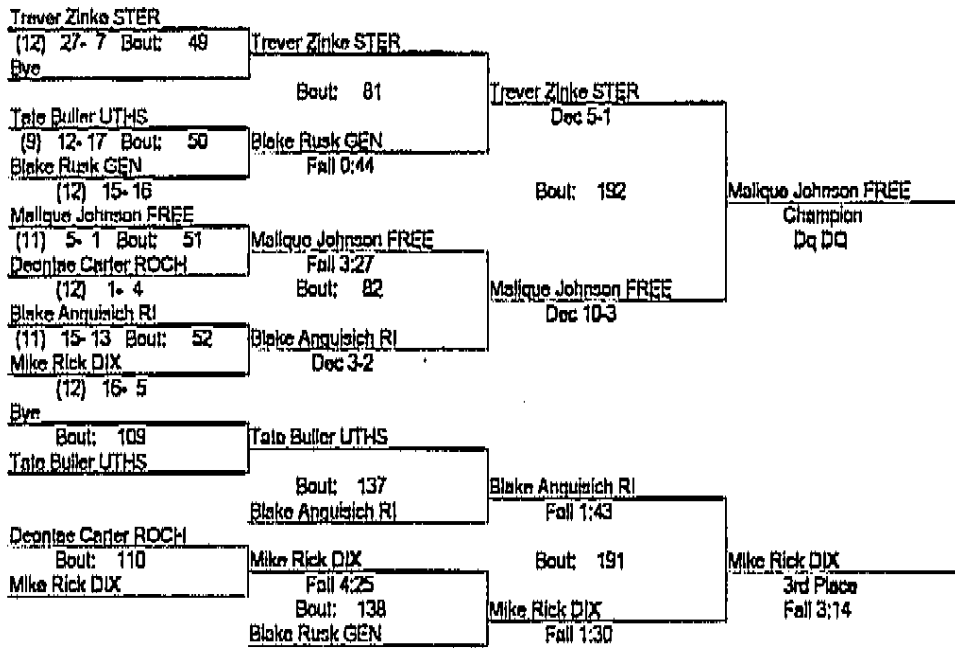 Trever Zinke STER
(12) 27- 7 Bout: 49
Bye
Trever Zinke STER
Bout: 81
Tate Buller UTHS
(9) 12- 17 Bout: 50
Blake Rusk GEN
(12) 15- 16
Blake Rusk GEN
Fall 0:44
Trever Zinke STER
Dec 5-1
Bout: 192
Malique Johnson FREE
(11) 5- 1 Bout: 51
Deontae Carter ROCH
(12) 1- 4
Malique Johnson FREE
Fall 3:27
Bout: 82
Blake Anguisich RI
(11) 15- 13 Bout: 52
Mike Rick DIX
(12) 16- 5
Blake Anguisich RI
Dec 3-2
Malique Johnson FREE
Dec 10-3
Malique Johnson FREE
Champion
Dq DQ
Bye
Bout: 109
Tate Buller UTHS
Tate Buller UTHS
Bout: 137
Blake Anguisich RI
Blake Anguisich RI
Fall 1:43
Bout: 191
Deontae Carter ROCH
Bout: 110
Mike Rick DIX
Mike Rick DIX
Fall 4:25
Bout: 138
Blake Rusk GEN
Mike Rick DIX
Fall 1:30
Mike Rick DIX
3rd Place
Fall 3:14